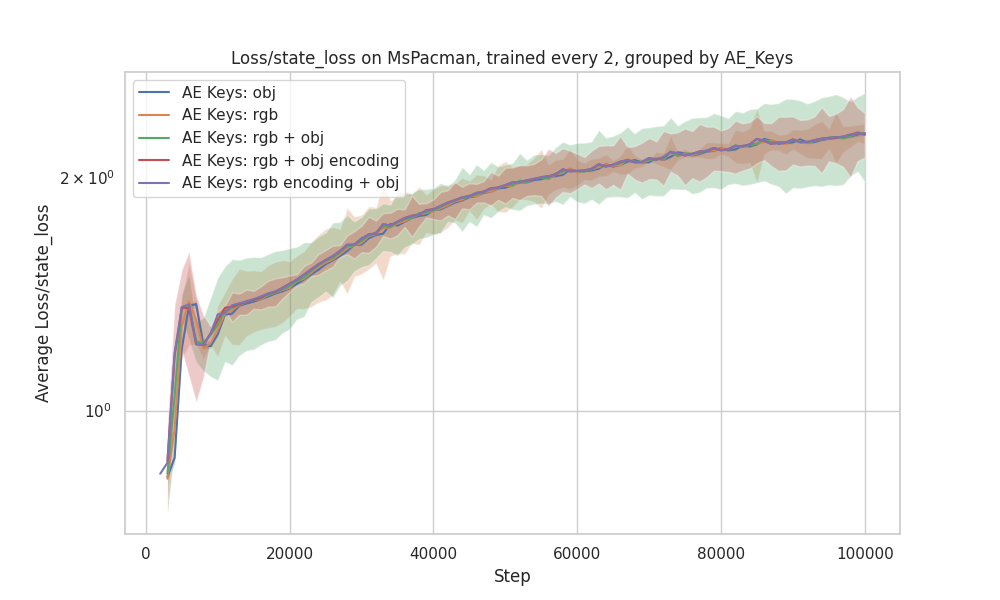 Loss/state_loss on MsPacman, trained every 2, grouped by AE_Keys
AE Keys: obj
AE Keys: rgb
AE Keys: rgb + obj
AE Keys: rgb + obj encoding
AE Keys: rgb encoding + obj
2 × 10⁰
10⁰
Average Loss/state_loss
0 20000 40000 60000 80000 100000
Step